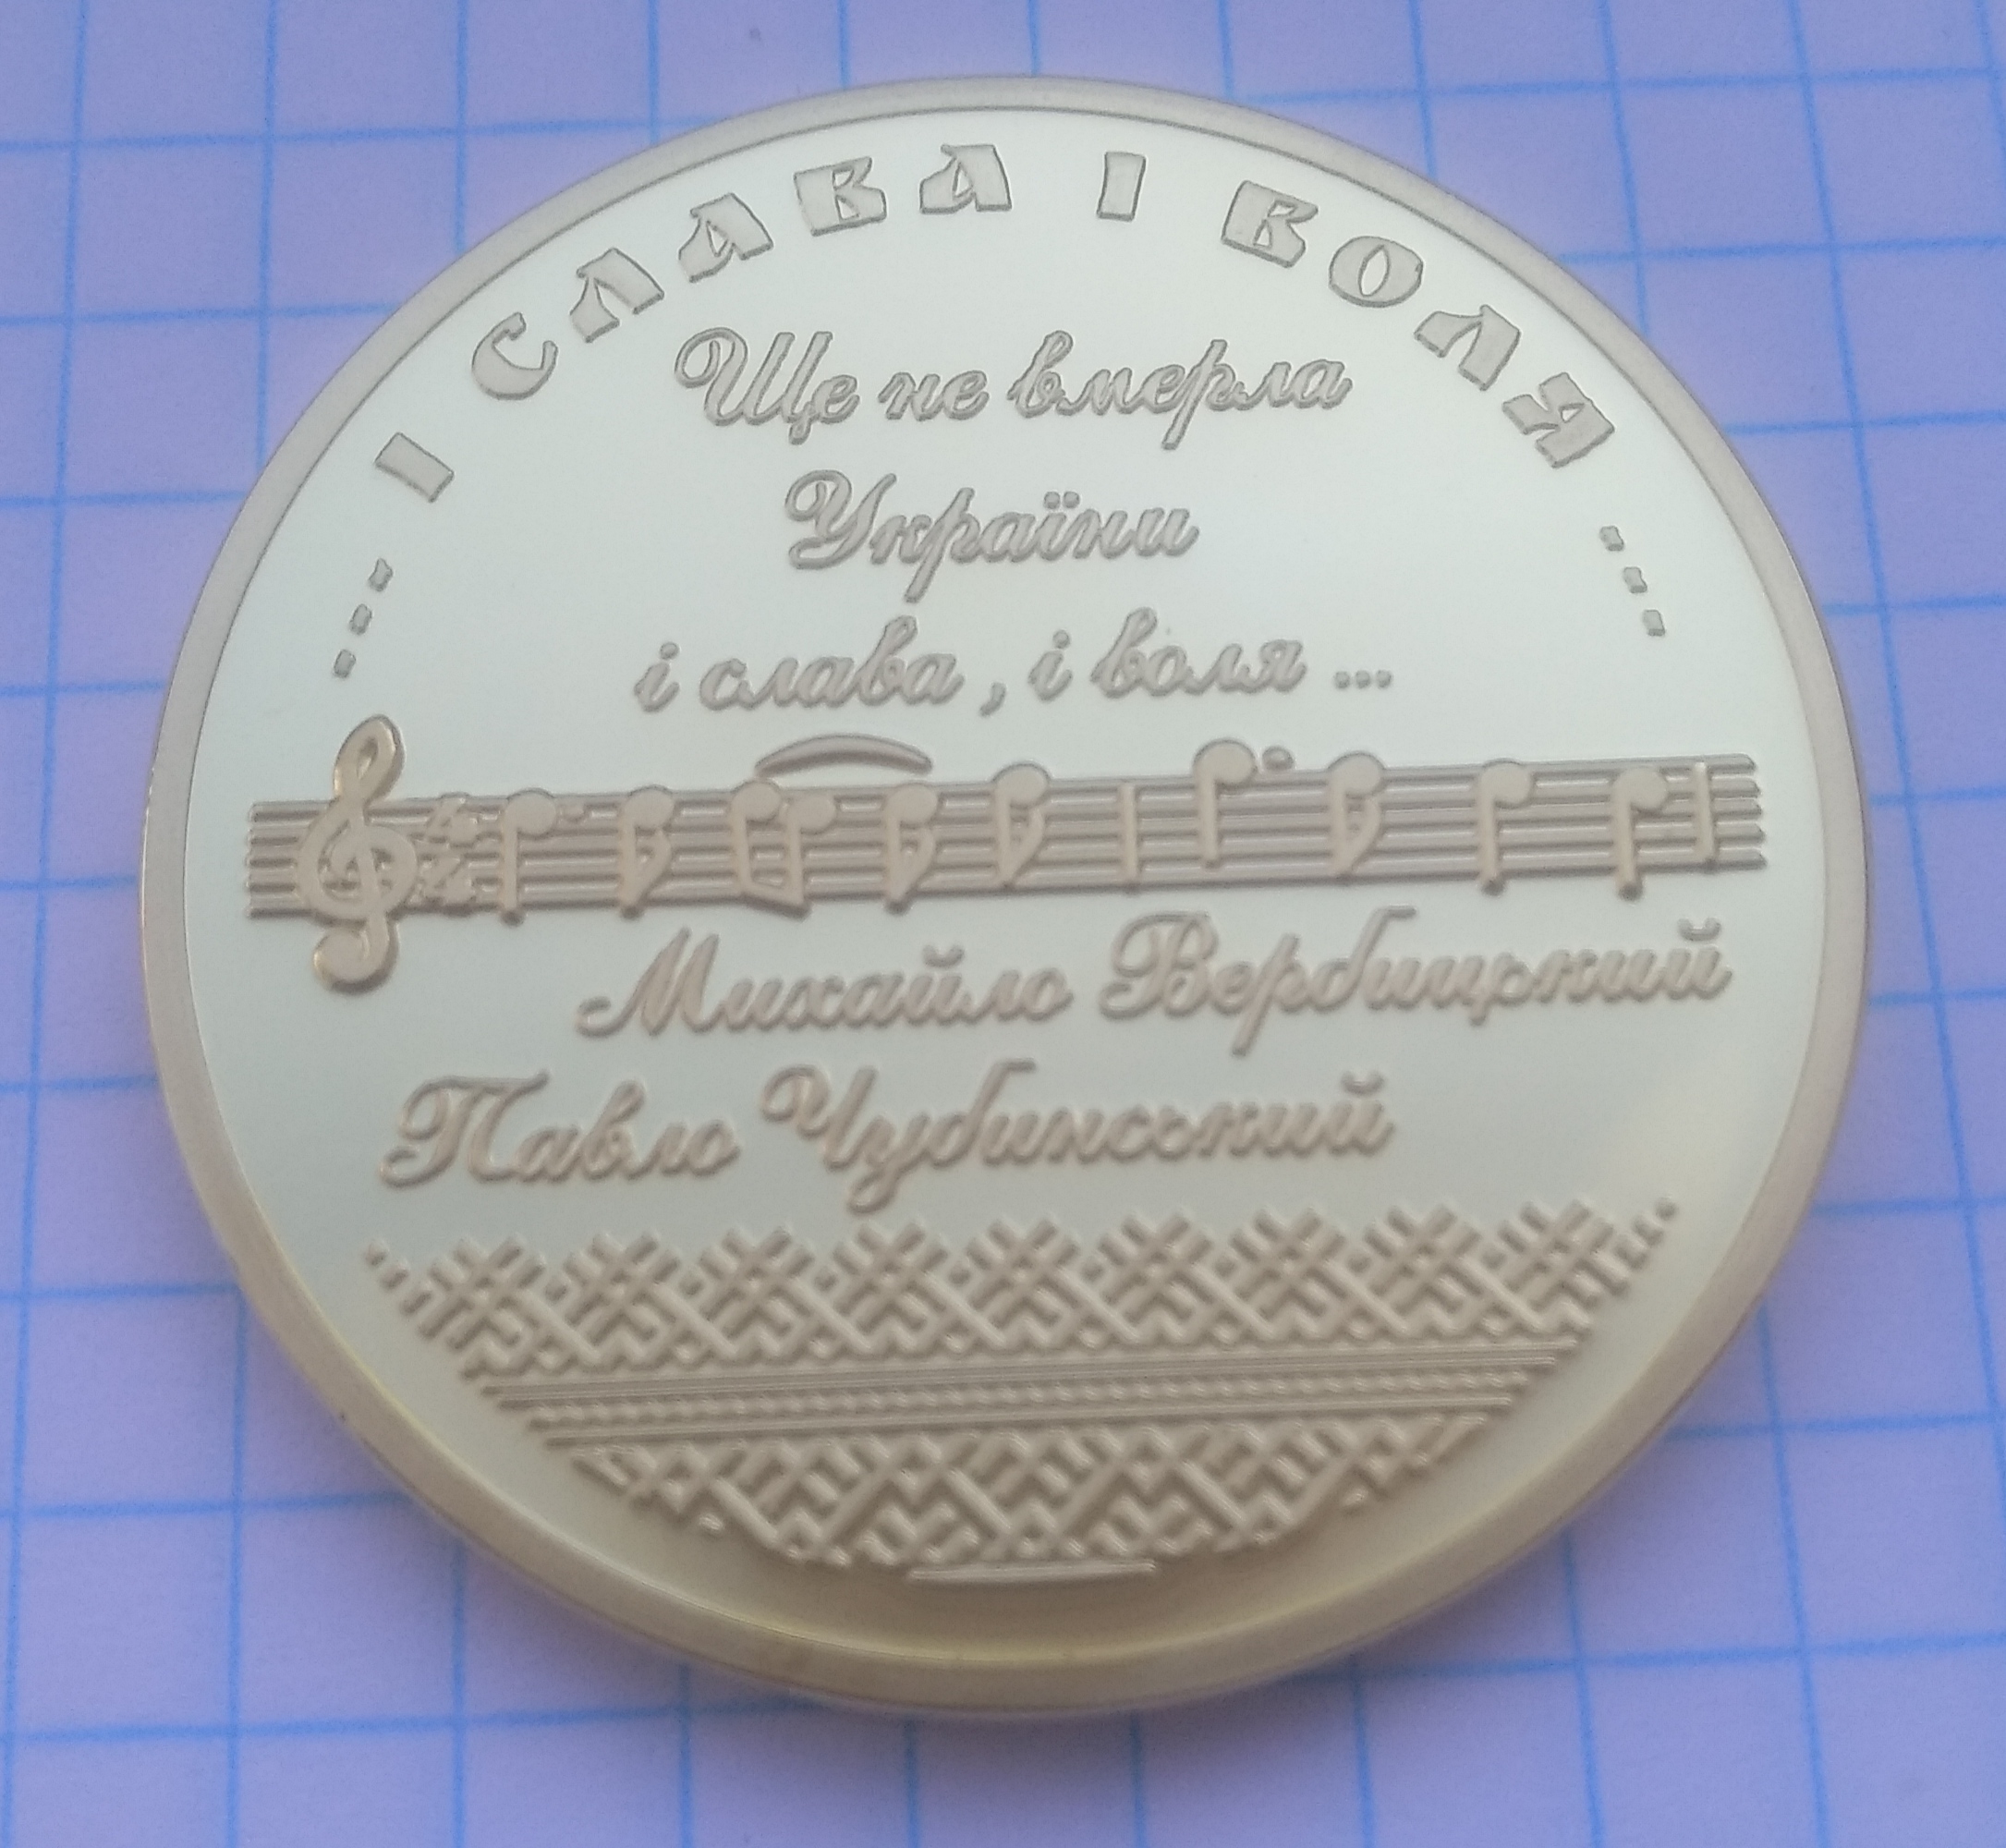 ... І СЛАВА І ВОЛЯ ...
Ще не вмерла
України
і слава , і воля ...
Михайло Вербицький
Павло Чубинський